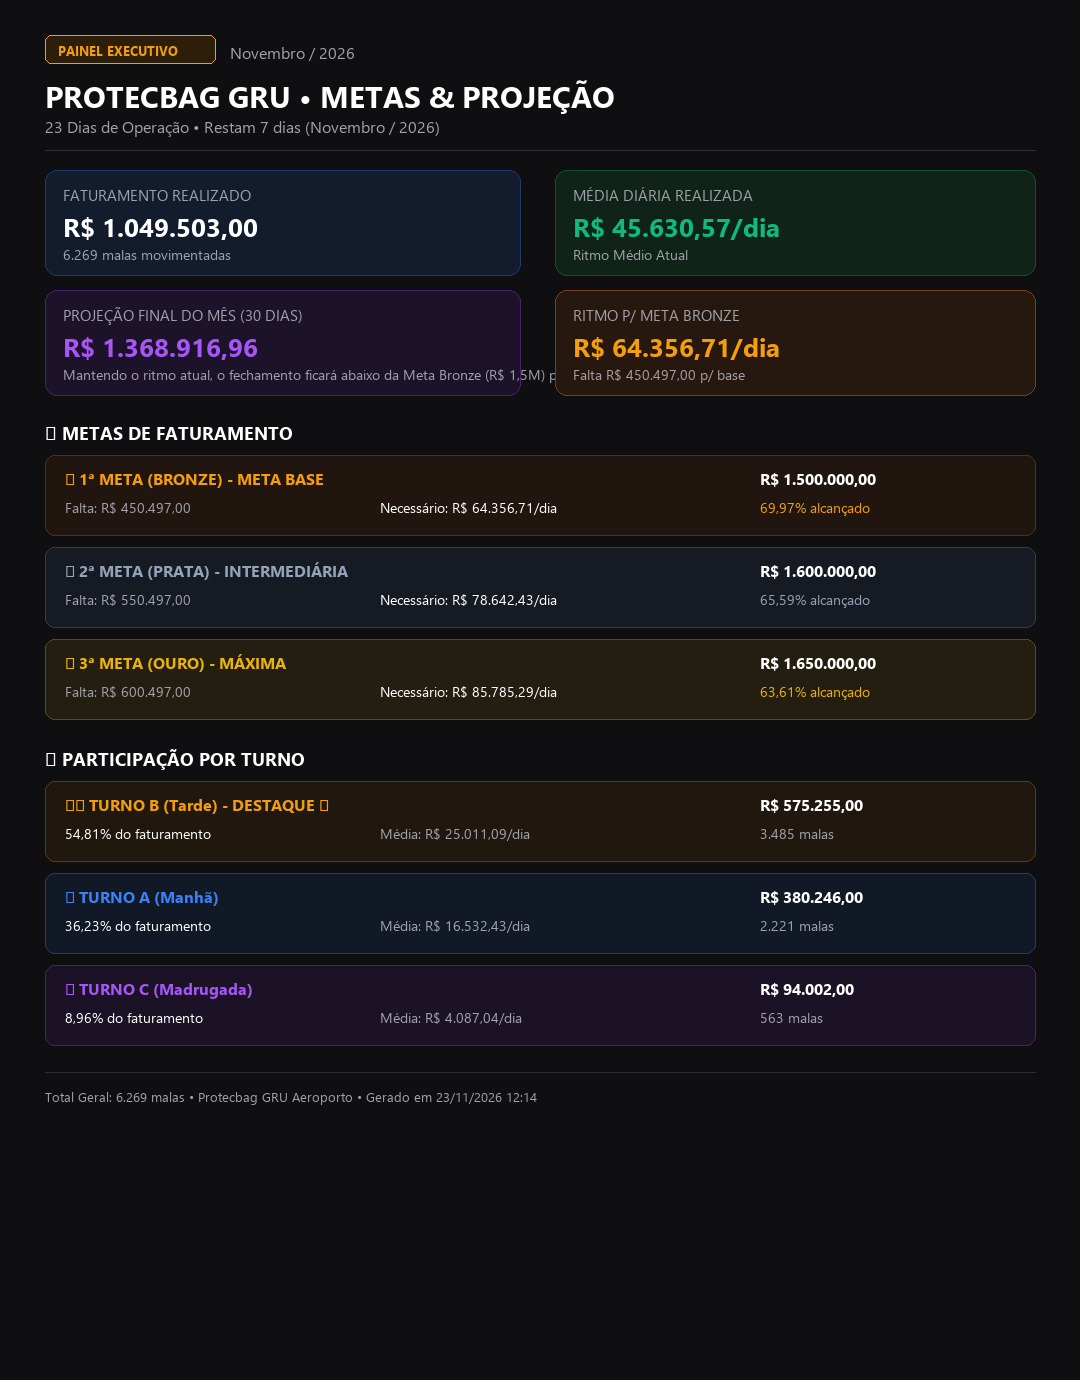 PAINEL EXECUTIVO
Novembro / 2026
PROTECBAG GRU • METAS & PROJEÇÃO
23 Dias de Operação • Restam 7 dias (Novembro / 2026)
FATURAMENTO REALIZADO
R$ 1.049.503,00
6.269 malas movimentadas
MÉDIA DIÁRIA REALIZADA
R$ 45.630,57/dia
Ritmo Médio Atual
PROJEÇÃO FINAL DO MÊS (30 DIAS)
R$ 1.368.916,96
Mantendo o ritmo atual, o fechamento ficará abaixo da Meta Bronze (R$ 1,5M) p
RITMO P/ META BRONZE
R$ 64.356,71/dia
Falta R$ 450.497,00 p/ base
METAS DE FATURAMENTO
1ª META (BRONZE) - META BASE
R$ 1.500.000,00
Falta: R$ 450.497,00
Necessário: R$ 64.356,71/dia
69,97% alcançado
2ª META (PRATA) - INTERMEDIÁRIA
R$ 1.600.000,00
Falta: R$ 550.497,00
Necessário: R$ 78.642,43/dia
65,59% alcançado
3ª META (OURO) - MÁXIMA
R$ 1.650.000,00
Falta: R$ 600.497,00
Necessário: R$ 85.785,29/dia
63,61% alcançado
PARTICIPAÇÃO POR TURNO
TURNO B (Tarde) - DESTAQUE
R$ 575.255,00
54,81% do faturamento
Média: R$ 25.011,09/dia
3.485 malas
TURNO A (Manhã)
R$ 380.246,00
36,23% do faturamento
Média: R$ 16.532,43/dia
2.221 malas
TURNO C (Madrugada)
R$ 94.002,00
8,96% do faturamento
Média: R$ 4.087,04/dia
563 malas
Total Geral: 6.269 malas • Protecbag GRU Aeroporto • Gerado em 23/11/2026 12:14